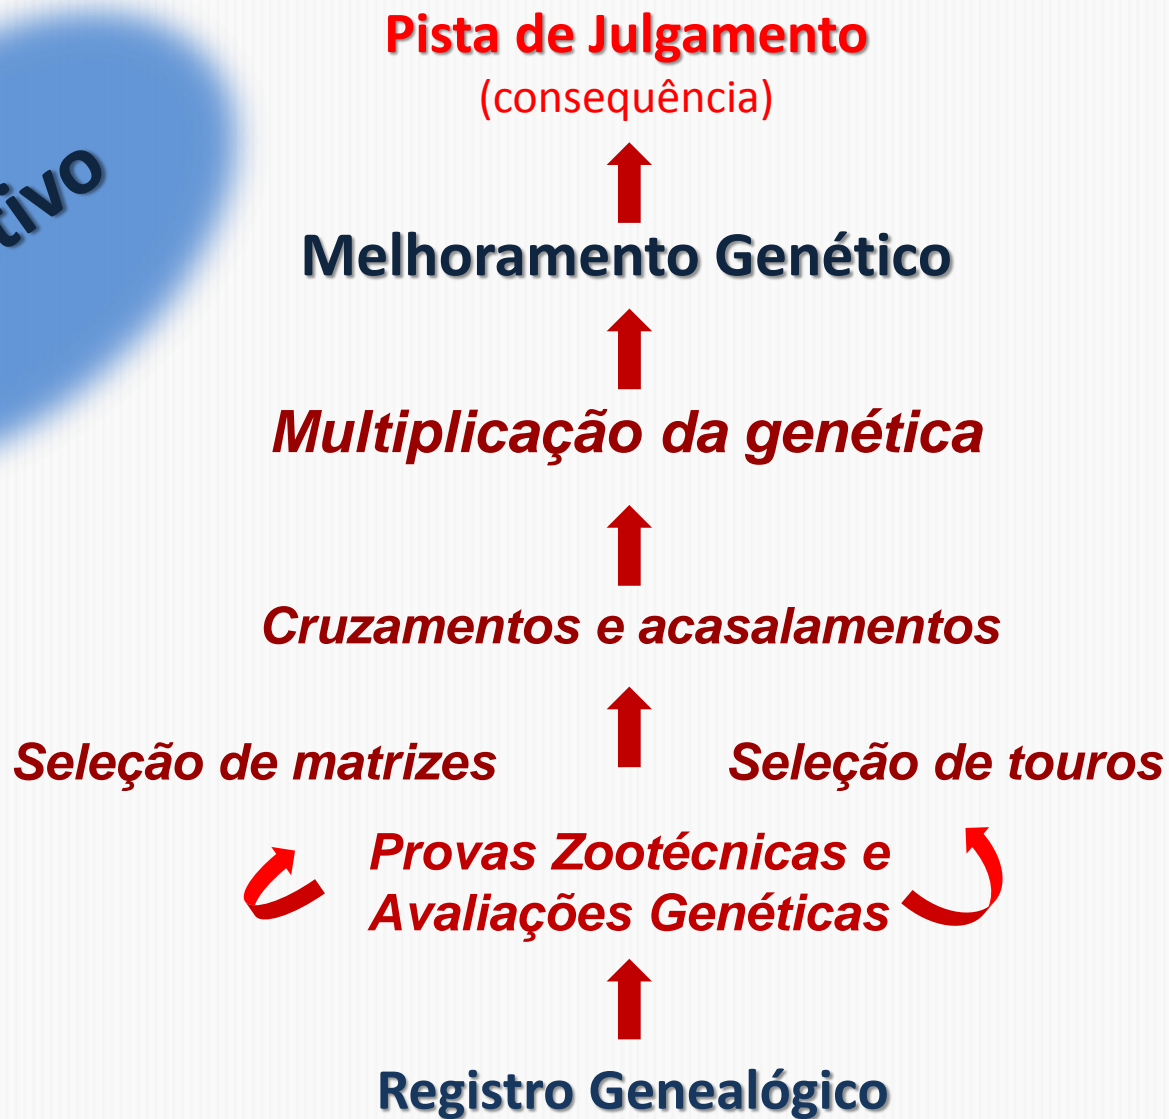 Pista de Julgamento
(consequência)
Melhoramento Genético
Multiplicação da genética
Cruzamentos e acasalamentos
Seleção de matrizes
Seleção de touros
Provas Zootécnicas e
Avaliações Genéticas
Registro Genealógico